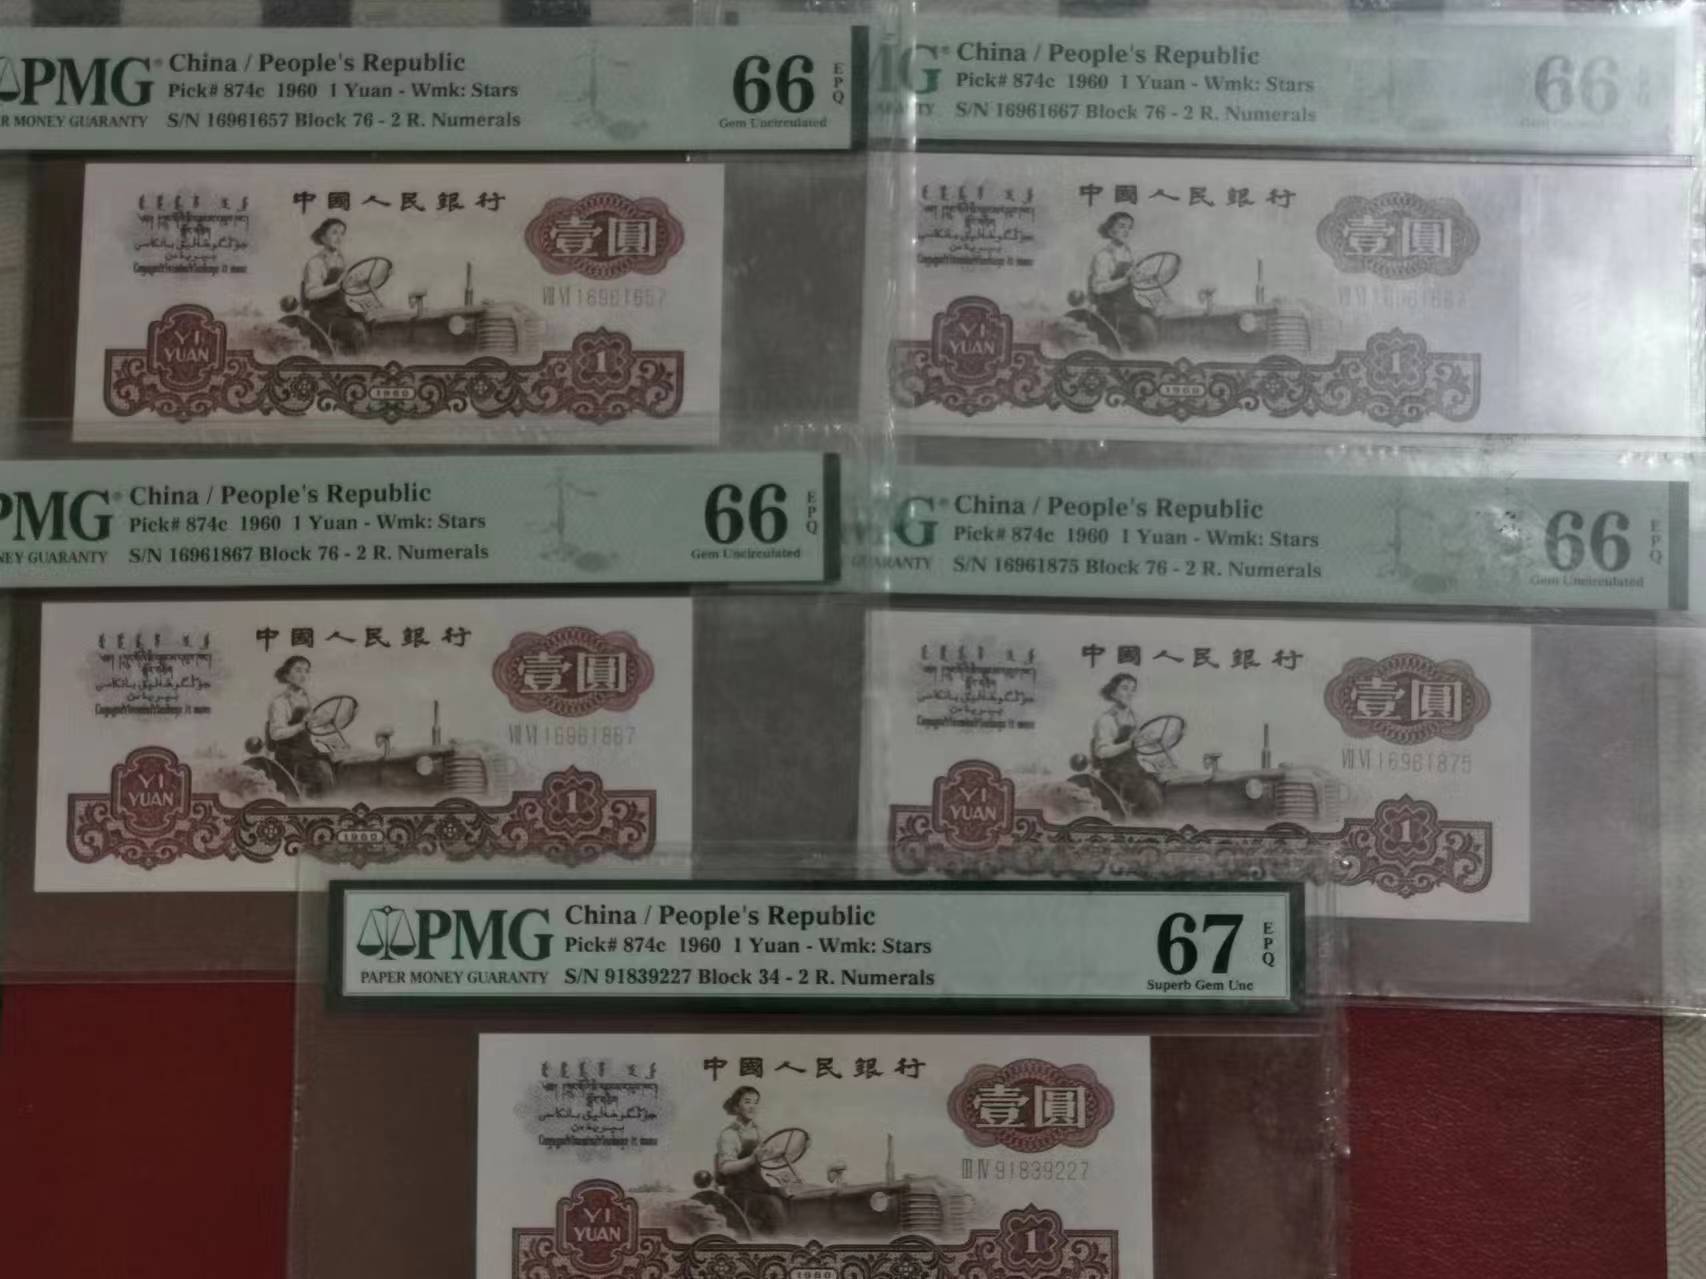 PMG
China / People's Republic
Pick# 874c 1960 1 Yuan - Wmk: Stars
R MONEY GUARANTY
S/N 16961657 Block 76 - 2 R. Numerals
66
EPQ
Gem Uncirculated
中國人民銀行
壹圓
VII VI 16961657
YI
YUAN
1960
1
MG
China / People's Republic
Pick# 874c 1960 1 Yuan - Wmk: Stars
S/N 16961667 Block 76 - 2 R. Numerals
66
中國人民銀行
壹圓
YI
YUAN
1960
1
PMG
China / People's Republic
Pick# 874c 1960 1 Yuan - Wmk: Stars
NEY GUARANTY
S/N 16961867 Block 76 - 2 R. Numerals
66
EPQ
Gem Uncirculated
中國人民銀行
壹圓
VII VI 16961867
YI
YUAN
1960
1
G
China / People's Republic
Pick# 874c 1960 1 Yuan - Wmk: Stars
GUARANTY
S/N 16961875 Block 76 - 2 R. Numerals
66
EPQ
Gem Uncirculated
中國人民銀行
壹圓
VII VI 16961875
YI
YUAN
1
PMG
China / People's Republic
Pick# 874c 1960 1 Yuan - Wmk: Stars
PAPER MONEY GUARANTY
S/N 91839227 Block 34 - 2 R. Numerals
67
EPQ
Superb Gem Unc
中國人民銀行
壹圓
III IV 91839227
YI
YUAN
1960
1